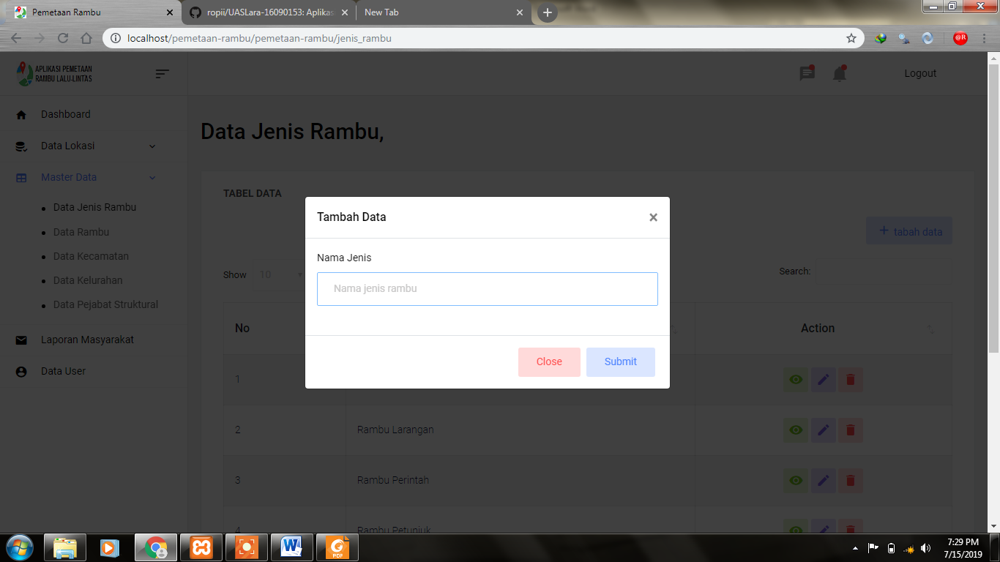 Pemetaan Rambu
ropii/UASLara-16090153: Aplikas
New Tab
localhost/pemetaan-rambu/pemetaan-rambu/jenis_rambu
@R
APLIKASI PEMETAAN
RAMBU LALU-LINTAS
Logout
Dashboard
Data Lokasi
Master Data
Data Jenis Rambu
Data Rambu
Data Kecamatan
Data Kelurahan
Data Pejabat Struktural
Laporan Masyarakat
Data User
Data Jenis Rambu,
TABEL DATA
+ tabah data
Show 10
Search:
No Action
1
2 Rambu Larangan
3 Rambu Perintah
4 Rambu Petunjuk
Tambah Data
×
Nama Jenis
Nama jenis rambu
Close Submit
PDF
7:29 PM
7/15/2019